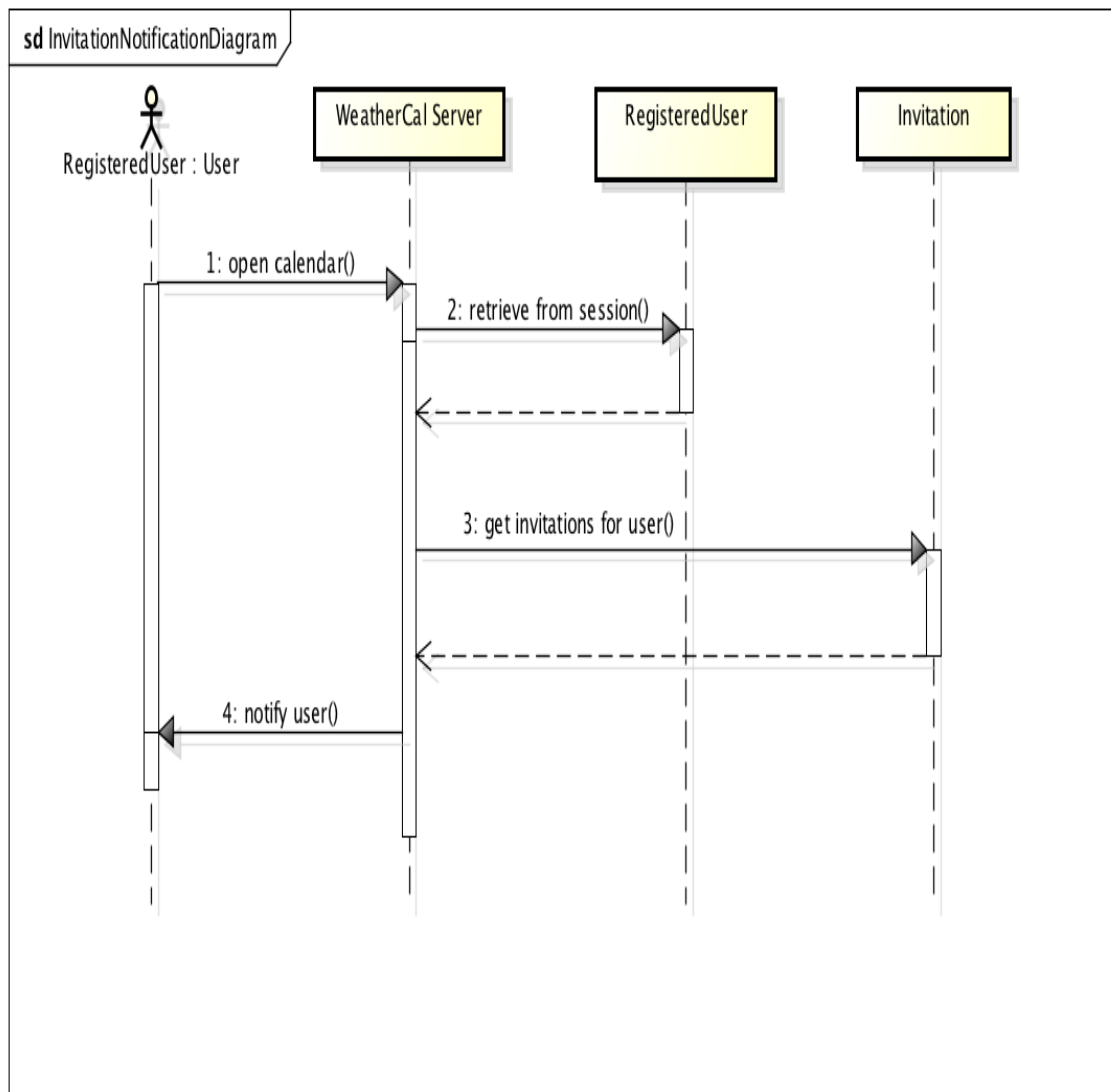 sd InvitationNotificationDiagram
RegisteredUser : User
WeatherCal Server
RegisteredUser
Invitation
1: open calendar()
2: retrieve from session()
3: get invitations for user()
4: notify user()